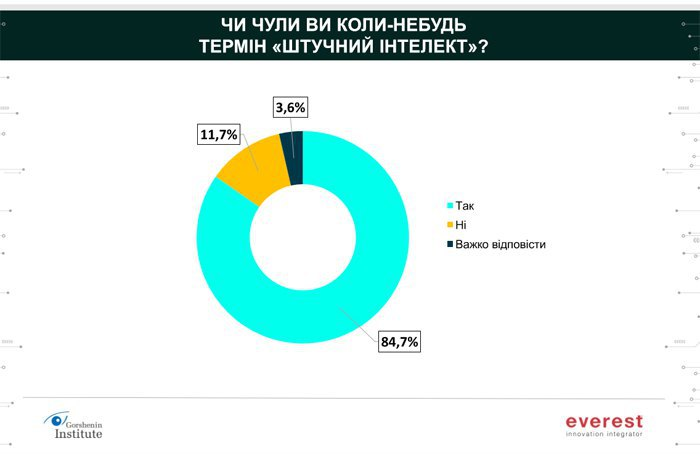 ЧИ ЧУЛИ ВИ КОЛИ-НЕБУДЬ
ТЕРМІН «ШТУЧНИЙ ІНТЕЛЕКТ»?
3,6%
11,7%
Так
Ні
Важко відповісти
84,7%
Gorshenin
Institute
everest
innovation integrator